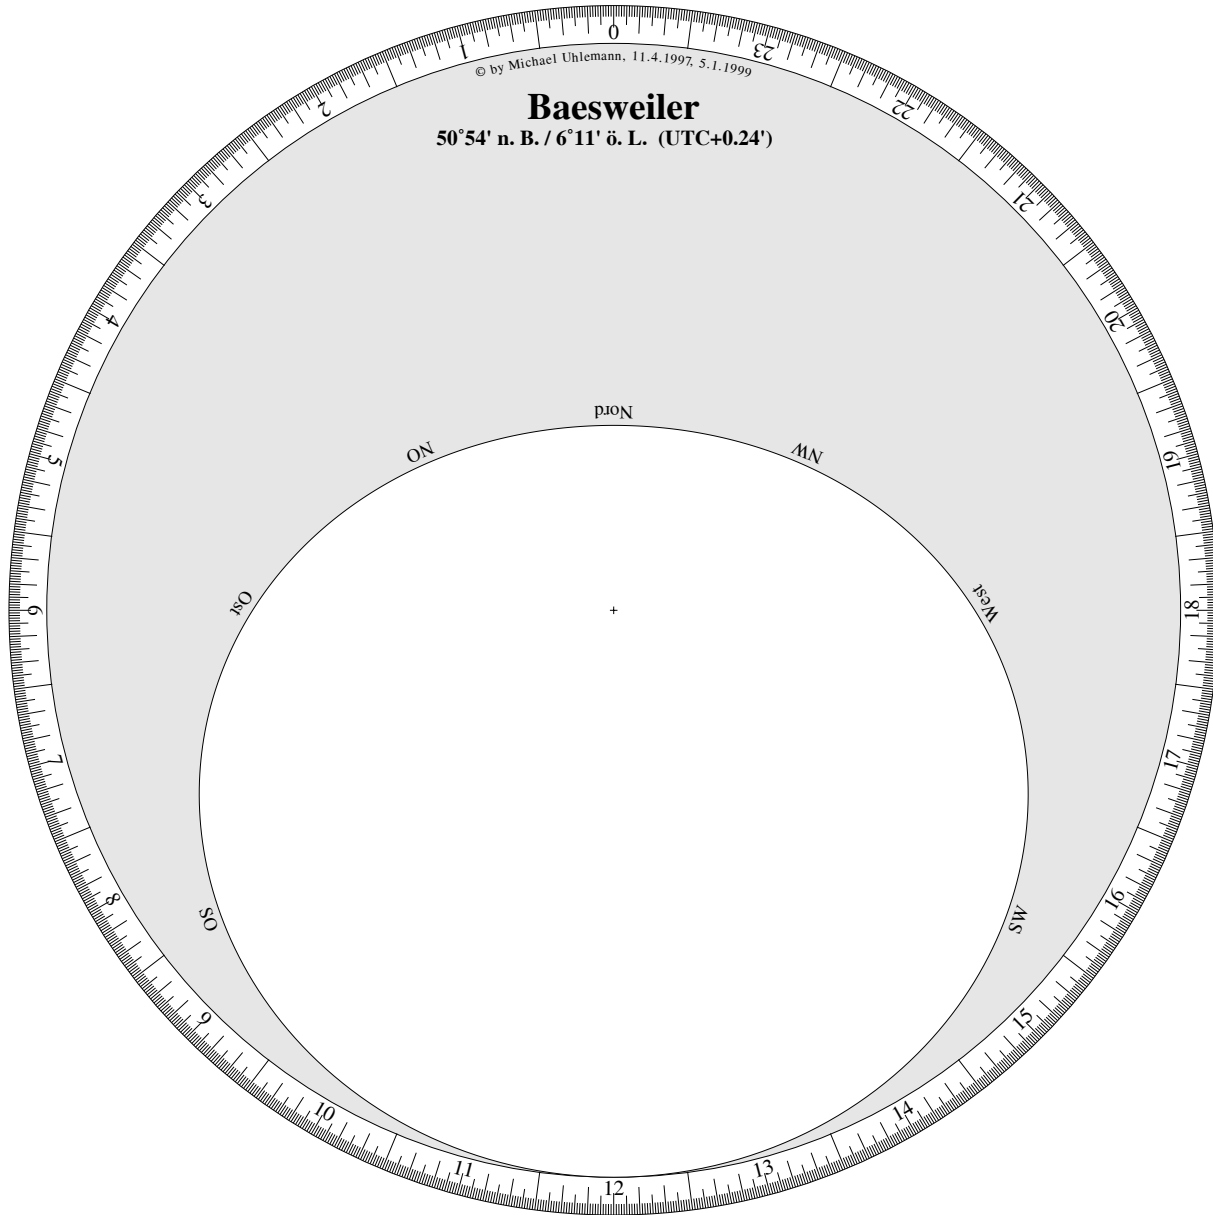 0
23
22
21
20
19
18
17
16
15
14
13
12
11
10
9
8
7
6
5
4
3
2
1
© by Michael Uhlemann, 11.4.1997, 5.1.1999
Baesweiler
50°54' n. B. / 6°11' ö. L. (UTC+0.24')
Nord
NO
NW
Ost
West
SO
SW